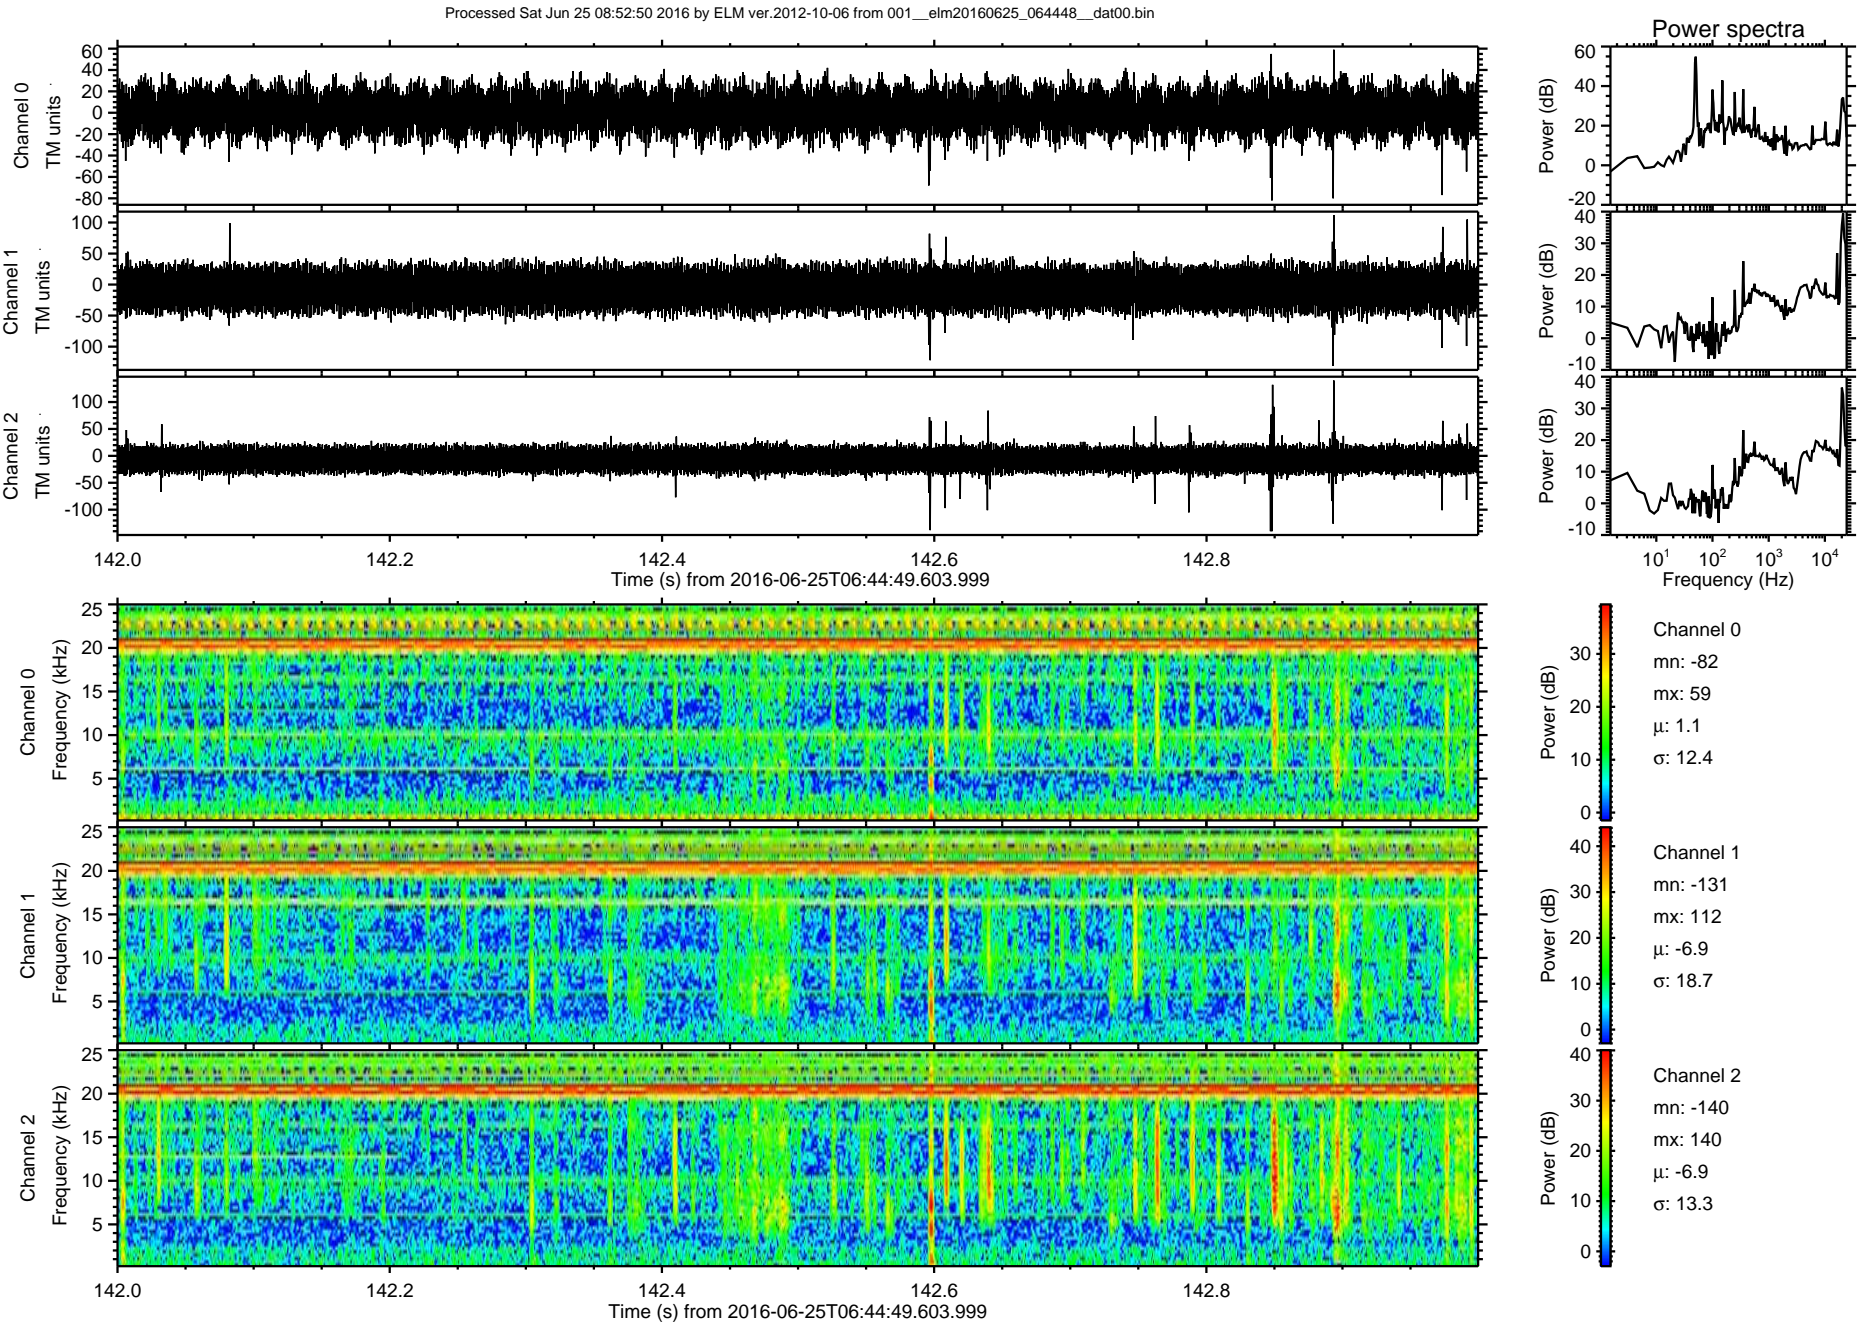 Processed Sat Jun 25 08:52:50 2016 by ELM ver.2012-10-06 from 001__elm20160625_064448__dat00.bin
Power spectra
Channel 0
TM units
60
40
20
0
-20
-40
-60
-80
Power (dB)
60
40
20
0
-20
Channel 1
TM units
100
50
0
-50
-100
Power (dB)
40
30
20
10
0
-10
Channel 2
TM units
100
50
0
-50
-100
Power (dB)
40
30
20
10
0
-10
142.0 142.2 142.4 142.6 142.8
Time (s) from 2016-06-25T06:44:49.603.999
10¹ 10² 10³ 10⁴
Frequency (Hz)
Channel 0
Frequency (kHz)
25
20
15
10
5
Power (dB)
30
20
10
0
Channel 0
mn: -82
mx: 59
μ: 1.1
σ: 12.4
Channel 1
Frequency (kHz)
25
20
15
10
5
Power (dB)
40
30
20
10
0
Channel 1
mn: -131
mx: 112
μ: -6.9
σ: 18.7
Channel 2
Frequency (kHz)
25
20
15
10
5
Power (dB)
40
30
20
10
0
Channel 2
mn: -140
mx: 140
μ: -6.9
σ: 13.3
142.0 142.2 142.4 142.6 142.8
Time (s) from 2016-06-25T06:44:49.603.999